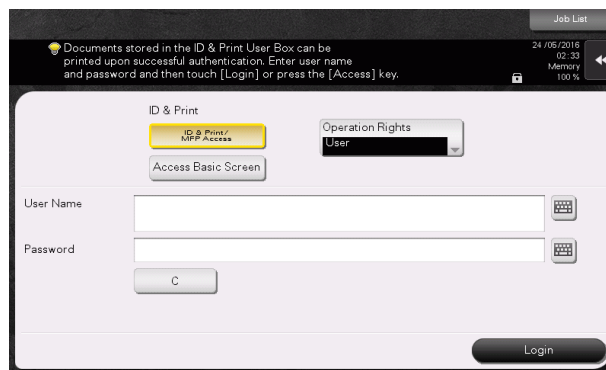 Job List
Documents stored in the ID & Print User Box can be
printed upon successful authentication. Enter user name
and password and then touch [Login] or press the [Access] key.
24 /05/2016
02:33
Memory
100 %
ID & Print
ID & Print/
MFP Access
Operation Rights
User
Access Basic Screen
User Name
Password
C
Login